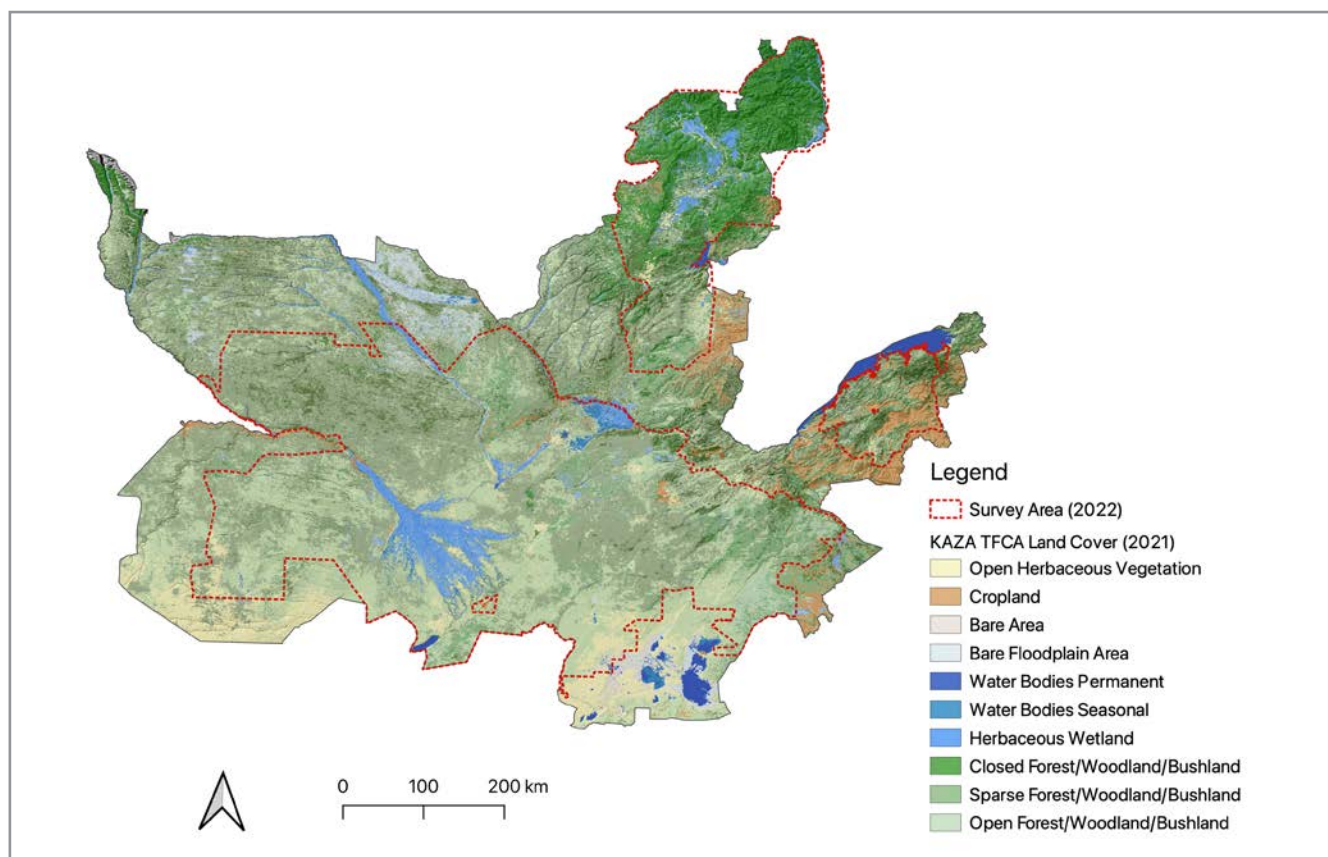 Legend
Survey Area (2022)
KAZA TFCA Land Cover (2021)
Open Herbaceous Vegetation
Cropland
Bare Area
Bare Floodplain Area
Water Bodies Permanent
Water Bodies Seasonal
Herbaceous Wetland
Closed Forest/Woodland/Bushland
Sparse Forest/Woodland/Bushland
Open Forest/Woodland/Bushland
0 100 200 km